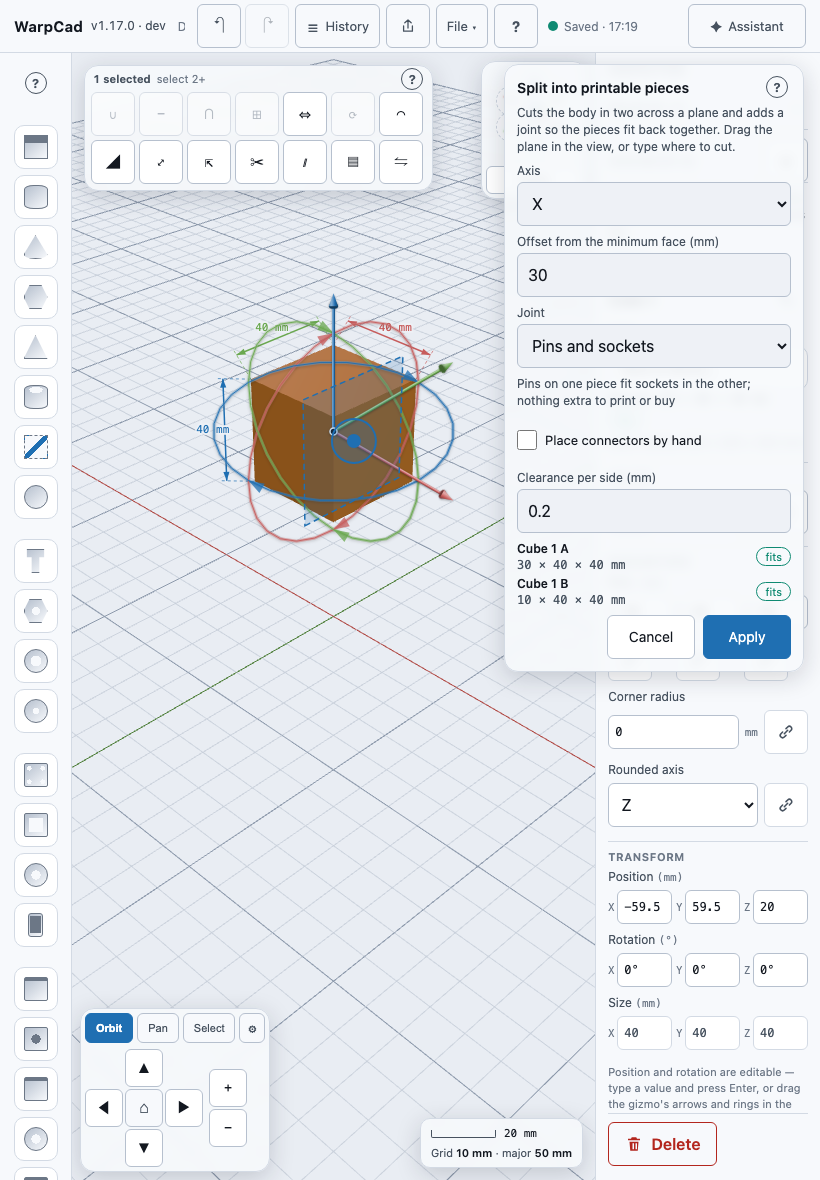 WarpCad v1.17.0 · dev D
History
File
?
Saved · 17:19
Assistant
?
1 selected select 2+
?
40 mm
40 mm
40 mm
Split into printable pieces
?
Cuts the body in two across a plane and adds a
joint so the pieces fit back together. Drag the
plane in the view, or type where to cut.
Axis
X
Offset from the minimum face (mm)
30
Joint
Pins and sockets
Pins on one piece fit sockets in the other;
nothing extra to print or buy
Place connectors by hand
Clearance per side (mm)
0.2
Cube 1 A
30 × 40 × 40 mm
fits
Cube 1 B
10 × 40 × 40 mm
fits
Cancel
Apply
Corner radius
0 mm
Rounded axis
Z
TRANSFORM
Position (mm)
X −59.5 Y 59.5 Z 20
Rotation (°)
X 0° Y 0° Z 0°
Size (mm)
X 40 Y 40 Z 40
Position and rotation are editable —
type a value and press Enter, or drag
the gizmo's arrows and rings in the
Delete
Orbit
Pan
Select
+
−
20 mm
Grid 10 mm · major 50 mm